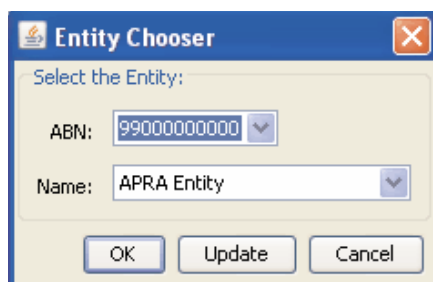 Entity Chooser
Select the Entity:
ABN: 99000000000
Name: APRA Entity
OK Update Cancel